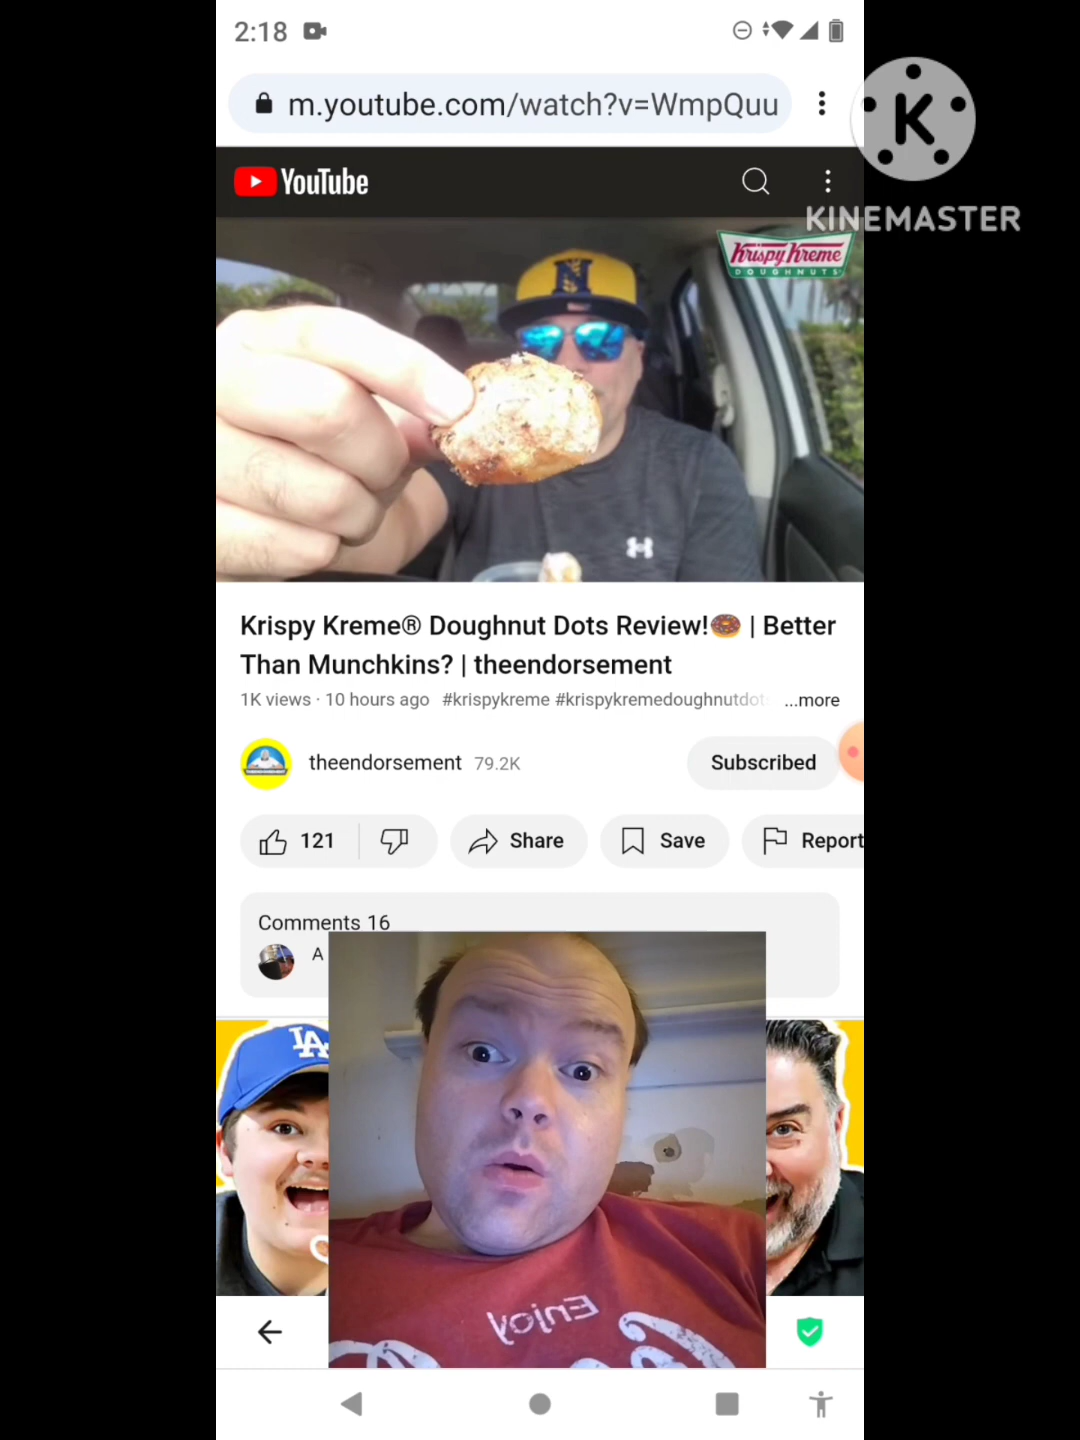 2:18
m.youtube.com/watch?v=WmpQuu
K
KINEMASTER
YouTube
Krispy Kreme
DOUGHNUTS
N
Krispy Kreme® Doughnut Dots Review!🍩 | Better
Than Munchkins? | theendorsement
1K views · 10 hours ago #krispykreme #krispykremedoughnutdot ...more
theendorsement 79.2K
Subscribed
121
Share
Save
Report
Comments 16
A
LA
Enjoy